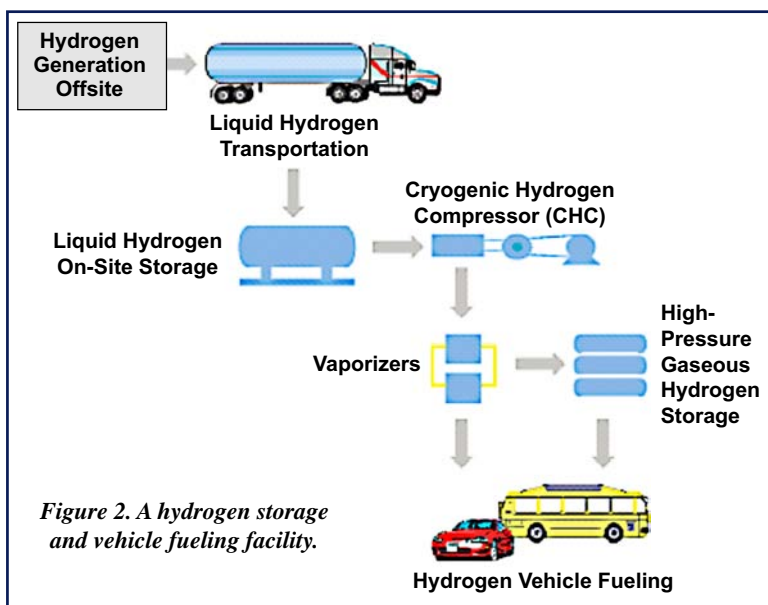 Hydrogen
Generation
Offsite
Liquid Hydrogen
Transportation
Cryogenic Hydrogen
Compressor (CHC)
Liquid Hydrogen
On-Site Storage
Vaporizers
High-
Pressure
Gaseous
Hydrogen
Storage
Figure 2. A hydrogen storage
and vehicle fueling facility.
Hydrogen Vehicle Fueling